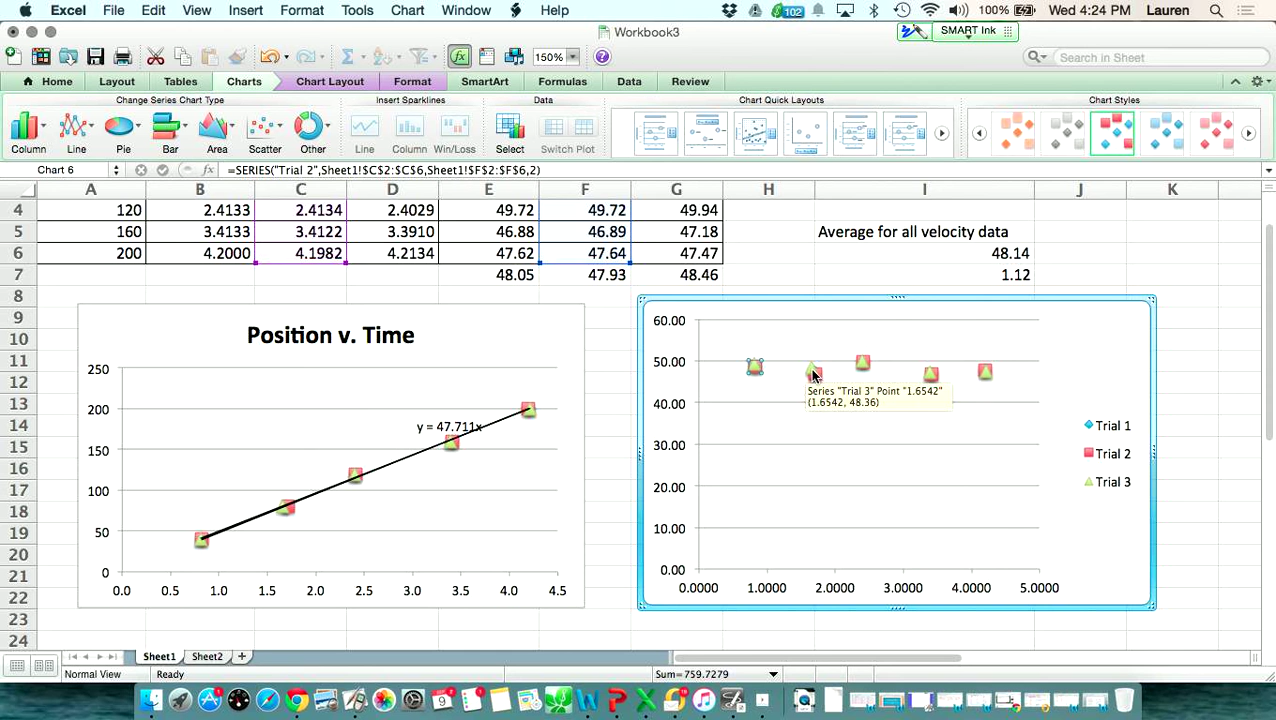 Excel File Edit View Insert Format Tools Chart Window Help 102 100% Wed 4:24 PM Lauren
Workbook3
SMART Ink
150% Search in Sheet
Home Layout Tables Charts Chart Layout Format SmartArt Formulas Data Review
Change Series Chart Type Insert Sparklines Data Chart Quick Layouts Chart Styles
Column Line Pie Bar Area Scatter Other Line Column Win/Loss Select Switch Plot
Chart 6 fx =SERIES("Trial 2",Sheet1!$C$2:$C$6,Sheet1!$F$2:$F$6,2)
A B C D E F G H I J K
4 120 2.4133 2.4134 2.4029 49.72 49.72 49.94
5 160 3.4133 3.4122 3.3910 46.88 46.89 47.18 Average for all velocity data
6 200 4.2000 4.1982 4.2134 47.62 47.64 47.47 48.14
7 48.05 47.93 48.46 1.12
8
9
10
11
12
13
14
15
16
17
18
19
20
21
22
23
24
Position v. Time
250
200
150
100
50
0
y = 47.711x
0.0 0.5 1.0 1.5 2.0 2.5 3.0 3.5 4.0 4.5
60.00
50.00
40.00
30.00
20.00
10.00
0.00
0.0000 1.0000 2.0000 3.0000 4.0000 5.0000
Series "Trial 3" Point "1.6542"
(1.6542, 48.36)
Trial 1
Trial 2
Trial 3
Sheet1 Sheet2 +
Normal View Ready Sum=759.7279